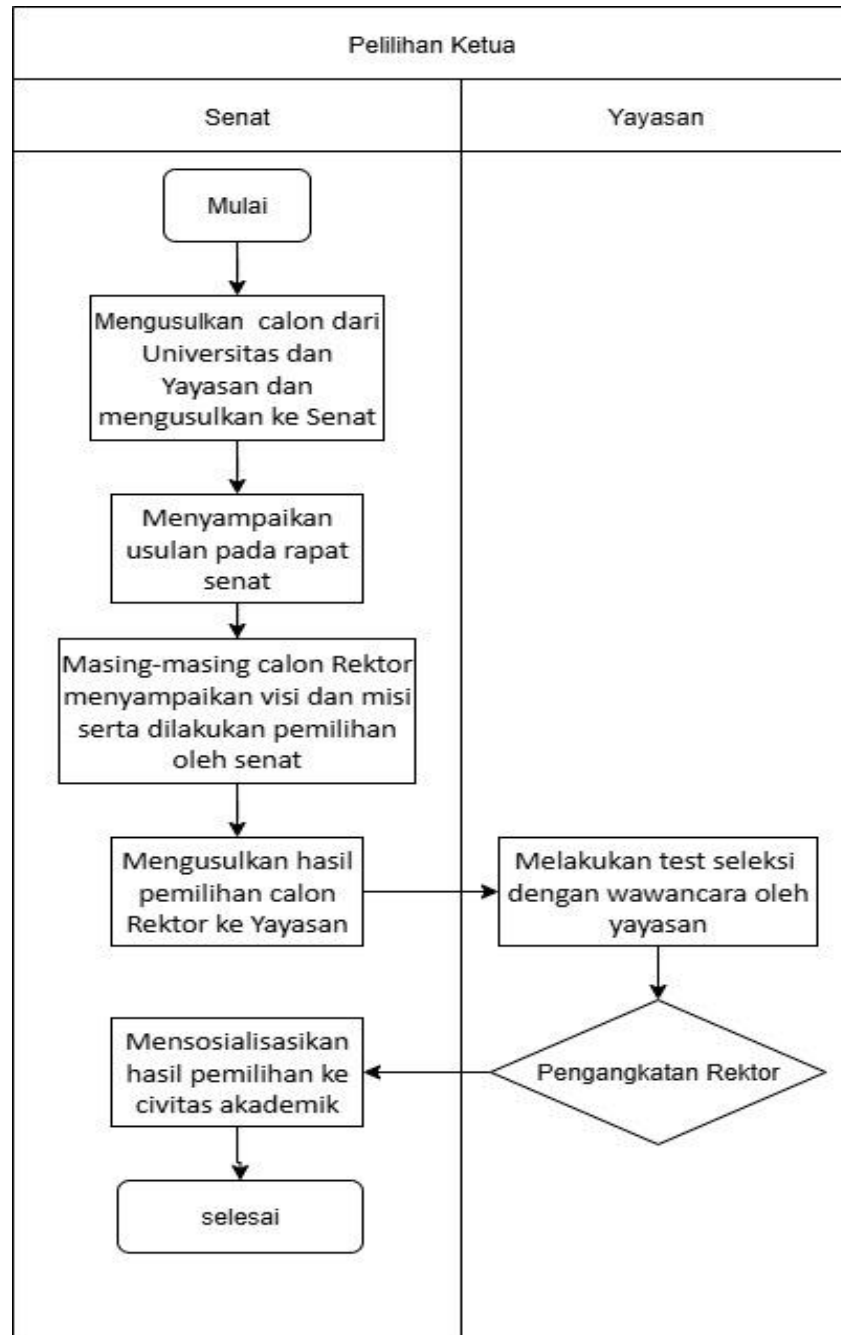 Pelilihan Ketua
Senat
Yayasan
Mulai
Mengusulkan calon dari
Universitas dan
Yayasan dan
mengusulkan ke Senat
Menyampaikan
usulan pada rapat
senat
Masing-masing calon Rektor
menyampaikan visi dan misi
serta dilakukan pemilihan
oleh senat
Mengusulkan hasil
pemilihan calon
Rektor ke Yayasan
Melakukan test seleksi
dengan wawancara oleh
yayasan
Pengangkatan Rektor
Mensosialisasikan
hasil pemilihan ke
civitas akademik
selesai